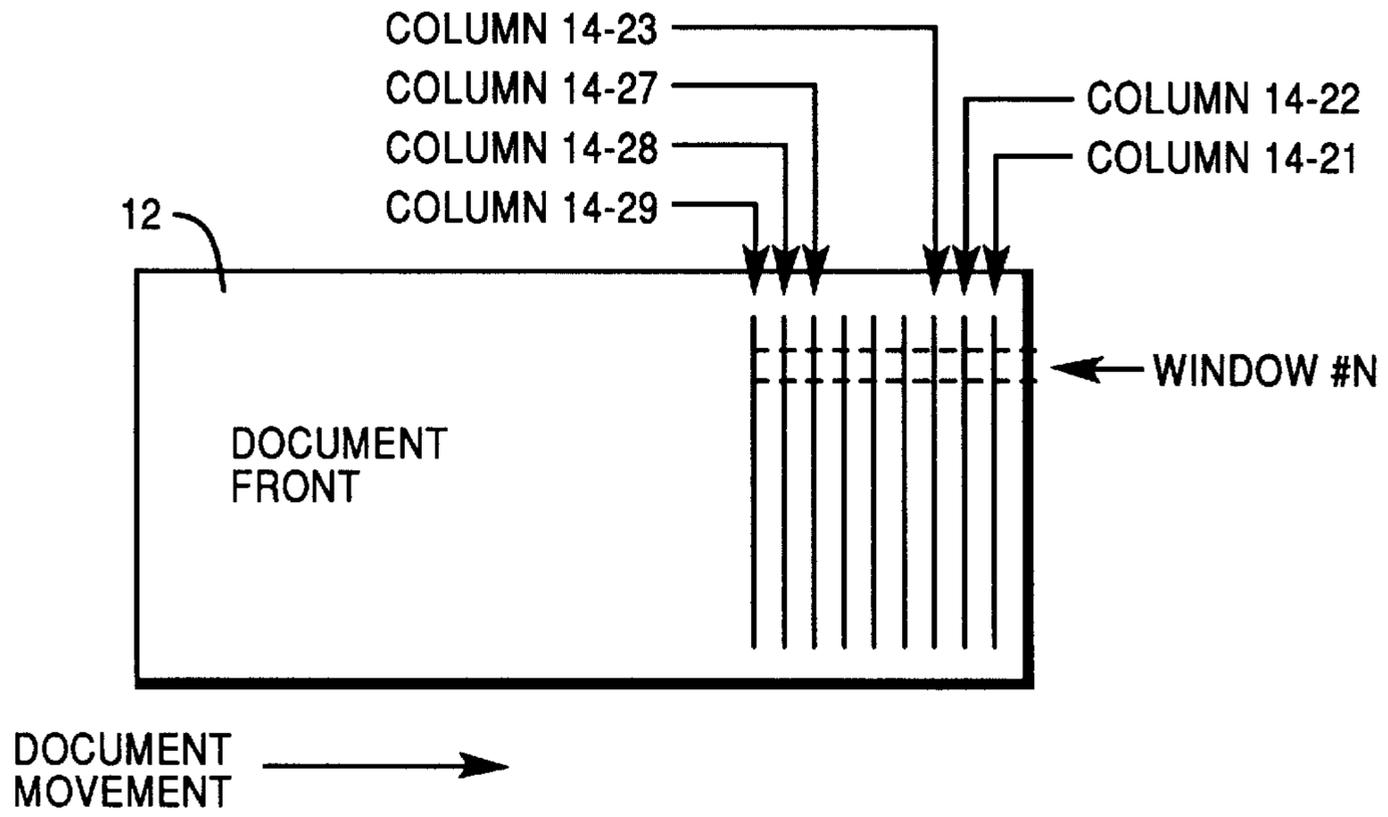 COLUMN 14-23
COLUMN 14-27
COLUMN 14-28
COLUMN 14-29
COLUMN 14-22
COLUMN 14-21
12
WINDOW #N
DOCUMENT
FRONT
DOCUMENT
MOVEMENT